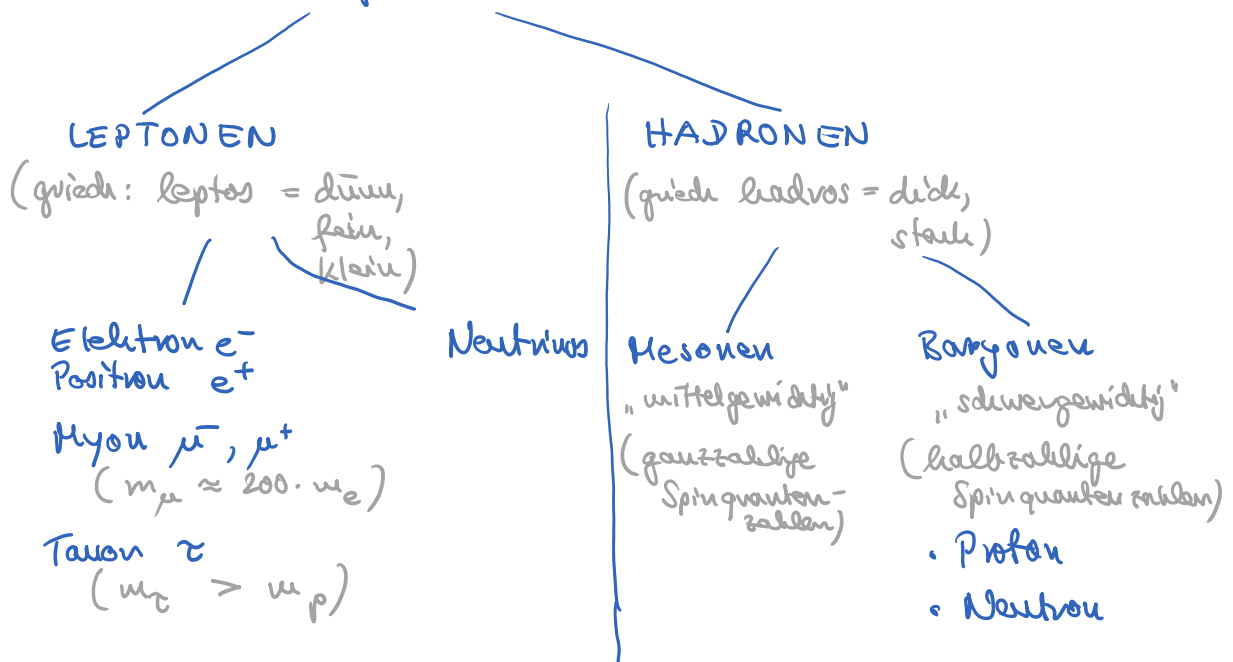 LEPTONEN
(griech: leptos = dünn,
fein,
klein)
Elektron e⁻
Positron e⁺
Myon μ⁻, μ⁺
(m_μ ≈ 200 · m_e)
Tauon τ
(m_τ > m_p)
Neutrinos
HADRONEN
(griech hadros = dick,
stark)
Mesonen
„mittelgewichtig"
(ganzzahlige
Spinquanten-
zahlen)
Baryonen
„schwergewichtig"
(halbzahlige
Spinquantenzahlen)
• Proton
• Neutron